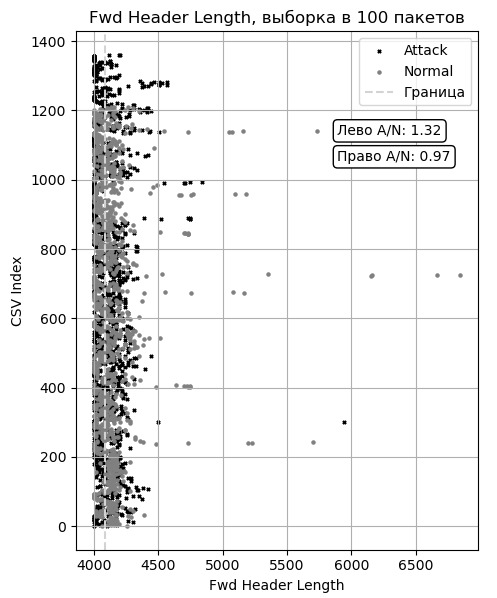 Fwd Header Length, выборка в 100 пакетов
1400
Attack
Normal
Граница
1200
Лево A/N: 1.32
Право A/N: 0.97
1000
800
CSV Index
600
400
200
0
4000 4500 5000 5500 6000 6500
Fwd Header Length